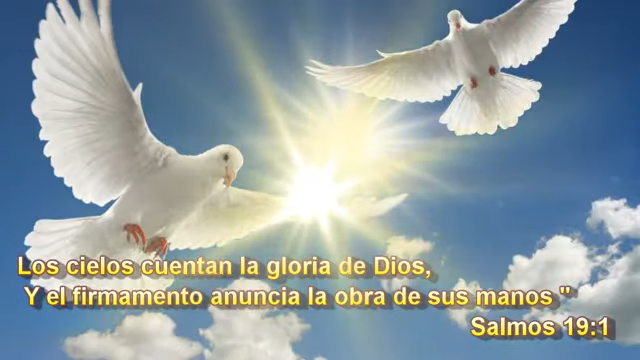 Los cielos cuentan la gloria de Dios,
Y el firmamento anuncia la obra de sus manos "
Salmos 19:1